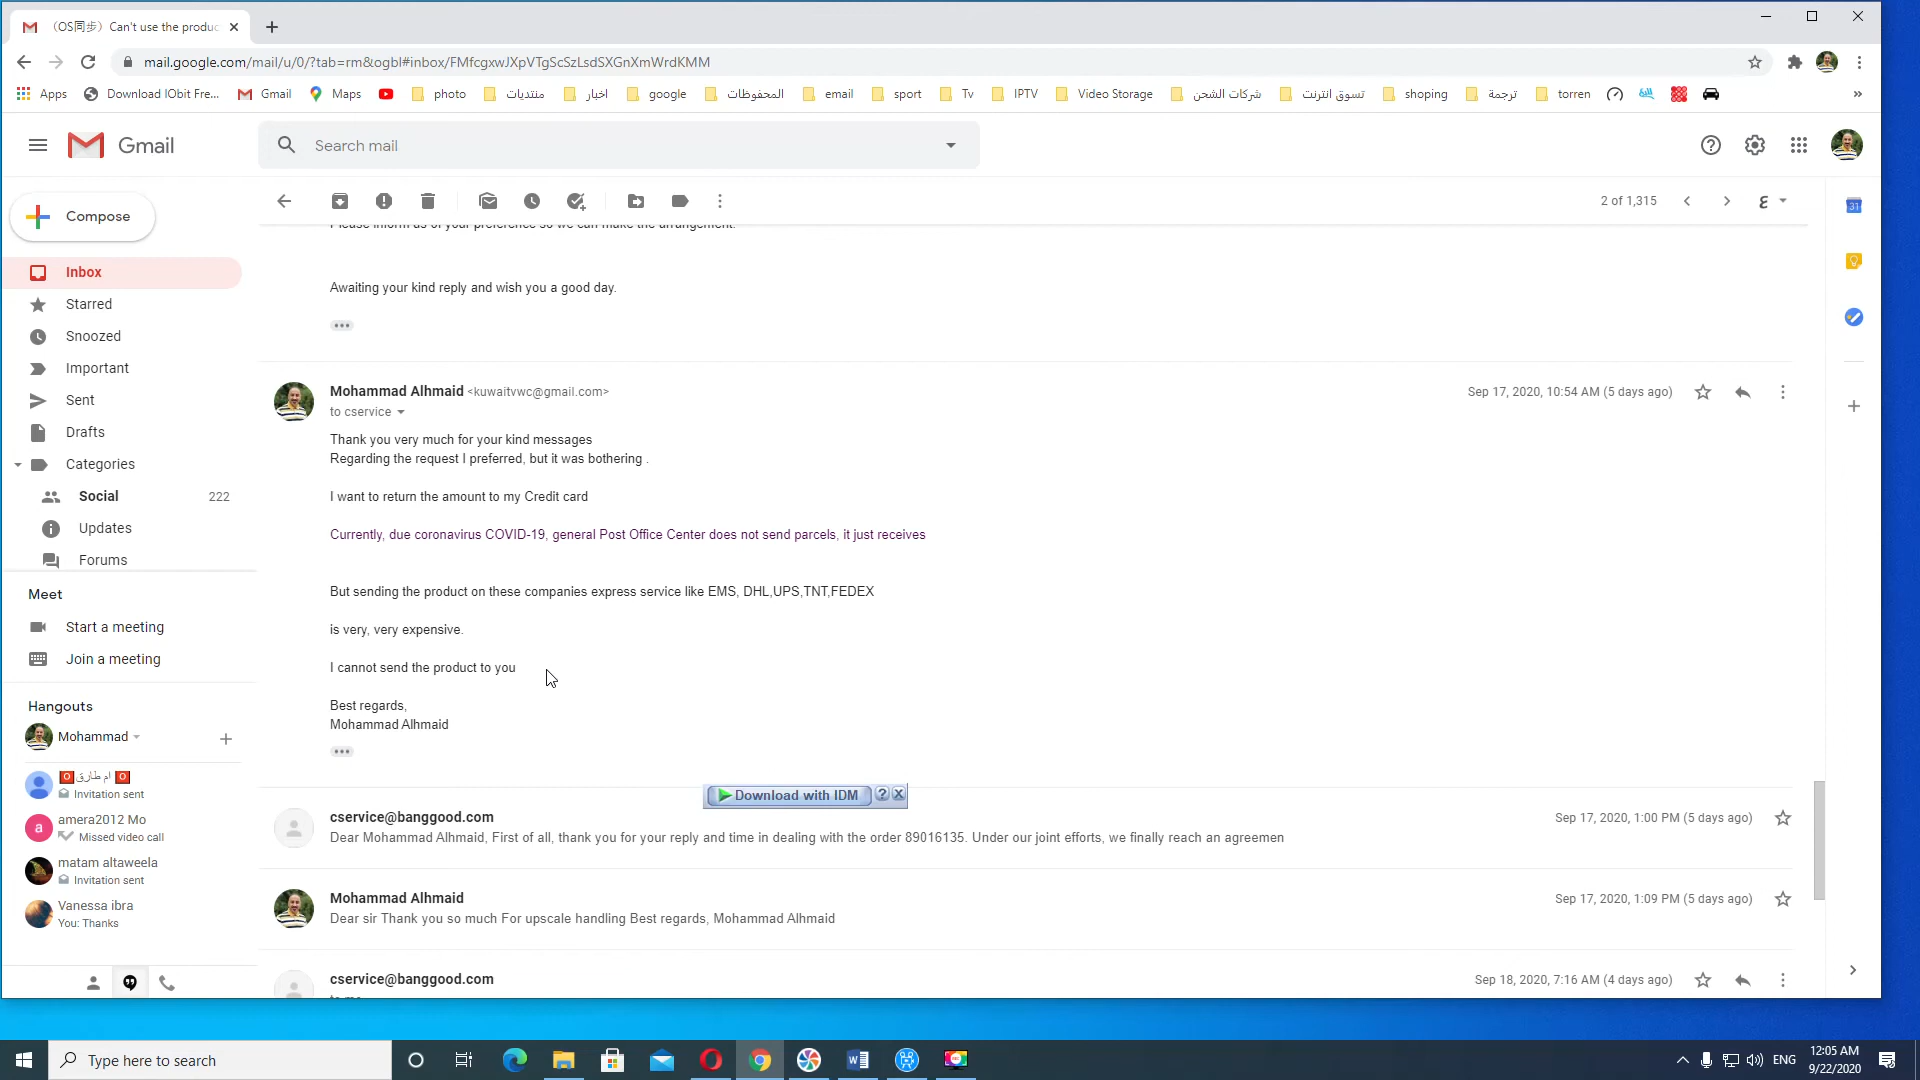 （OS同步）Can't use the produc
mail.google.com/mail/u/0/?tab=rm&ogbl#inbox/FMfcgxwJXpVTgScSzLsdSXGnXmWrdKMM
Apps
Download IObit Fre...
Gmail
Maps
photo
منتديات
اخبار
google
المحفوظات
email
sport
Tv
IPTV
Video Storage
شركات الشحن
تسوق انترنت
shoping
ترجمة
torren
»
Gmail
Search mail
Compose
2 of 1,315
Please inform us of your preference so we can make the arrangement.
Awaiting your kind reply and wish you a good day.
Inbox
Starred
Snoozed
Important
Sent
Drafts
Categories
Social 222
Updates
Forums
Meet
Start a meeting
Join a meeting
Hangouts
Mohammad
ام طارق
Invitation sent
amera2012 Mo
Missed video call
matam altaweela
Invitation sent
Vanessa ibra
You: Thanks
Mohammad Alhmaid <kuwaitvwc@gmail.com>
Sep 17, 2020, 10:54 AM (5 days ago)
to cservice
Thank you very much for your kind messages
Regarding the request I preferred, but it was bothering .
I want to return the amount to my Credit card
Currently, due coronavirus COVID-19, general Post Office Center does not send parcels, it just receives
But sending the product on these companies express service like EMS, DHL,UPS,TNT,FEDEX
is very, very expensive.
I cannot send the product to you
Best regards,
Mohammad Alhmaid
Download with IDM
cservice@banggood.com
Sep 17, 2020, 1:00 PM (5 days ago)
Dear Mohammad Alhmaid, First of all, thank you for your reply and time in dealing with the order 89016135. Under our joint efforts, we finally reach an agreemen
Mohammad Alhmaid
Sep 17, 2020, 1:09 PM (5 days ago)
Dear sir Thank you so much For upscale handling Best regards, Mohammad Alhmaid
cservice@banggood.com
Sep 18, 2020, 7:16 AM (4 days ago)
Type here to search
ENG
12:05 AM
9/22/2020